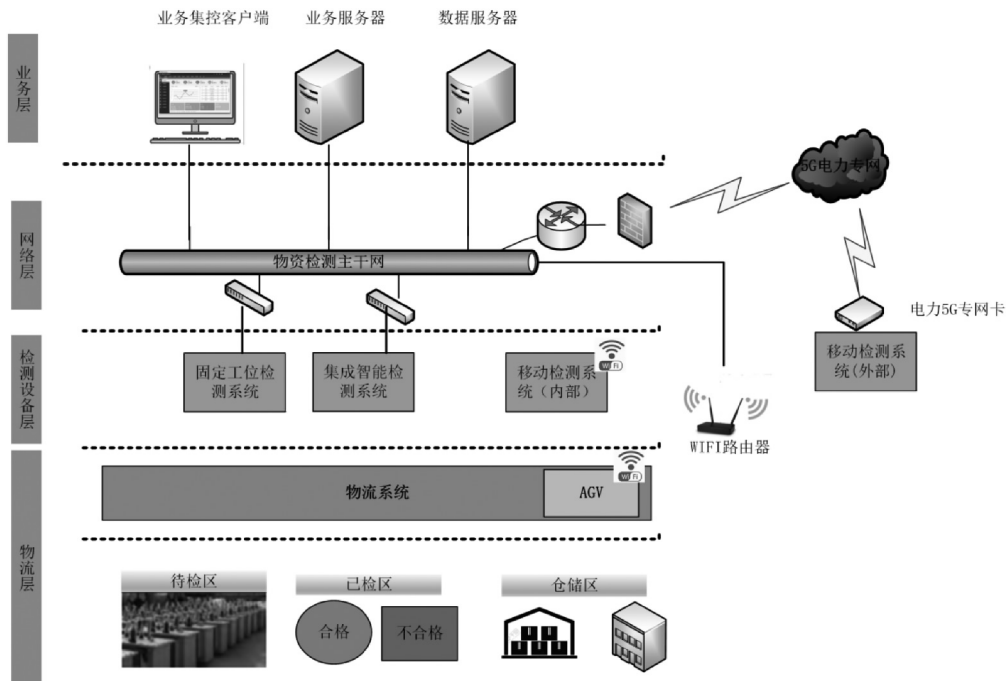 业务集控客户端
业务服务器
数据服务器
业务层
5G电力专网
网络层
物资检测主干网
电力5G专网卡
检测设备层
固定工位检
测系统
集成智能检
测系统
移动检测系
统（内部）
WiFi
移动检测系
统(外部)
WIFI路由器
物流层
物流系统
AGV
WiFi
待检区
已检区
仓储区
合格
不合格